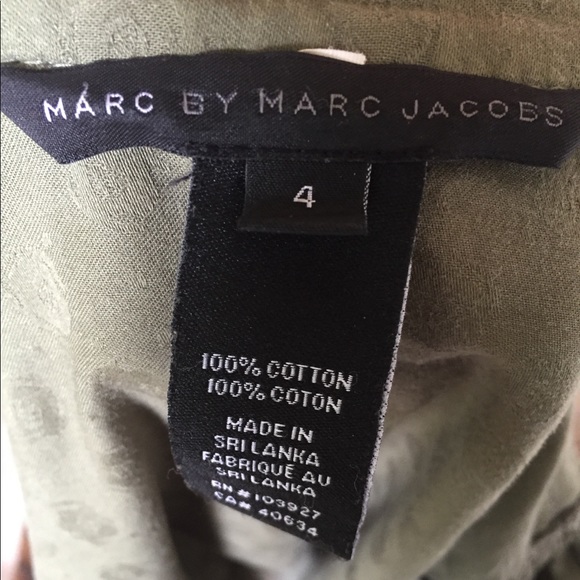 MARC BY MARC JACOBS
4
100% COTTON
100% COTON
MADE IN
SRI LANKA
FABRIQUÉ AU
SRI LANKA
RN # 103927
CA# 40634